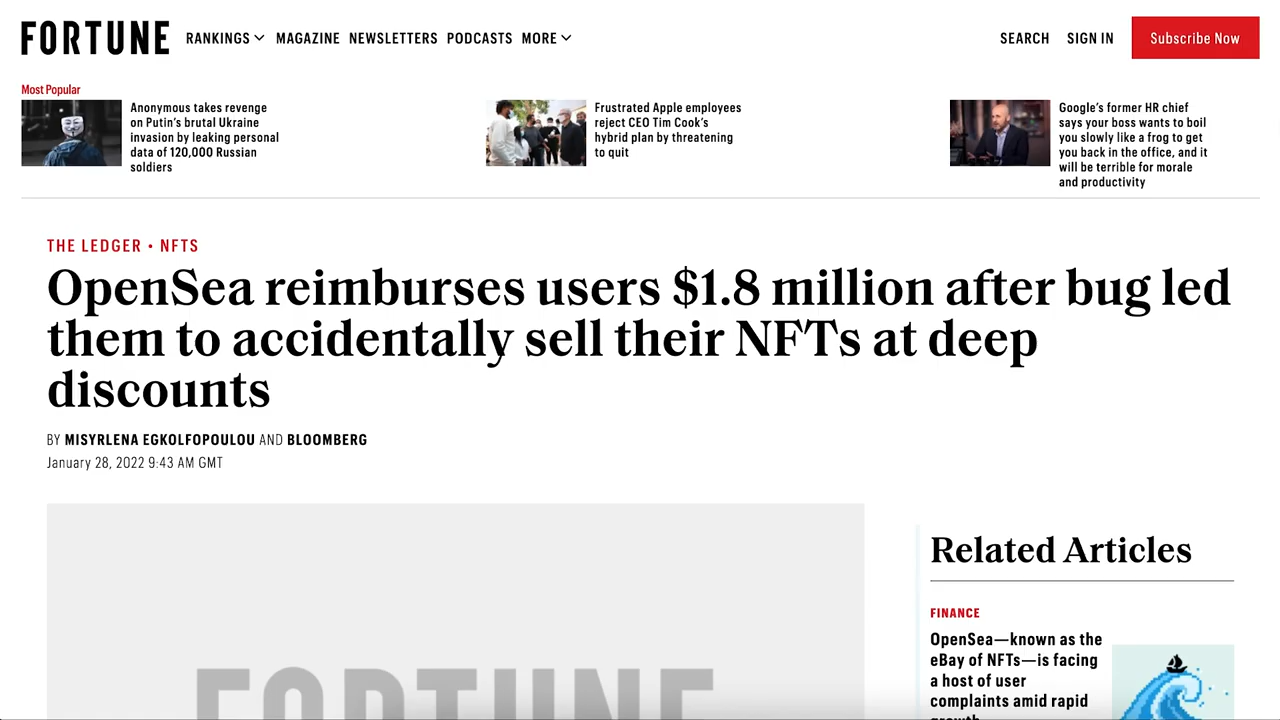 FORTUNE
RANKINGS MAGAZINE NEWSLETTERS PODCASTS MORE
SEARCH SIGN IN Subscribe Now
Most Popular
Anonymous takes revenge
on Putin's brutal Ukraine
invasion by leaking personal
data of 120,000 Russian
soldiers
Frustrated Apple employees
reject CEO Tim Cook's
hybrid plan by threatening
to quit
Google's former HR chief
says your boss wants to boil
you slowly like a frog to get
you back in the office, and it
will be terrible for morale
and productivity
THE LEDGER • NFTS
OpenSea reimburses users $1.8 million after bug led
them to accidentally sell their NFTs at deep
discounts
BY MISYRLENA EGKOLFOPOULOU AND BLOOMBERG
January 28, 2022 9:43 AM GMT
FORTUNE
Related Articles
FINANCE
OpenSea—known as the
eBay of NFTs—is facing
a host of user
complaints amid rapid
growth